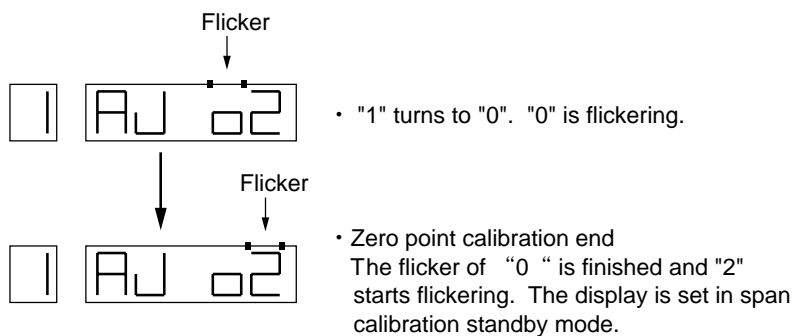 Flicker
1 AJ o2
・ "1" turns to "0". "0" is flickering.
Flicker
1 AJ o2
・Zero point calibration end
The flicker of “0 “ is finished and "2"
starts flickering. The display is set in span
calibration standby mode.